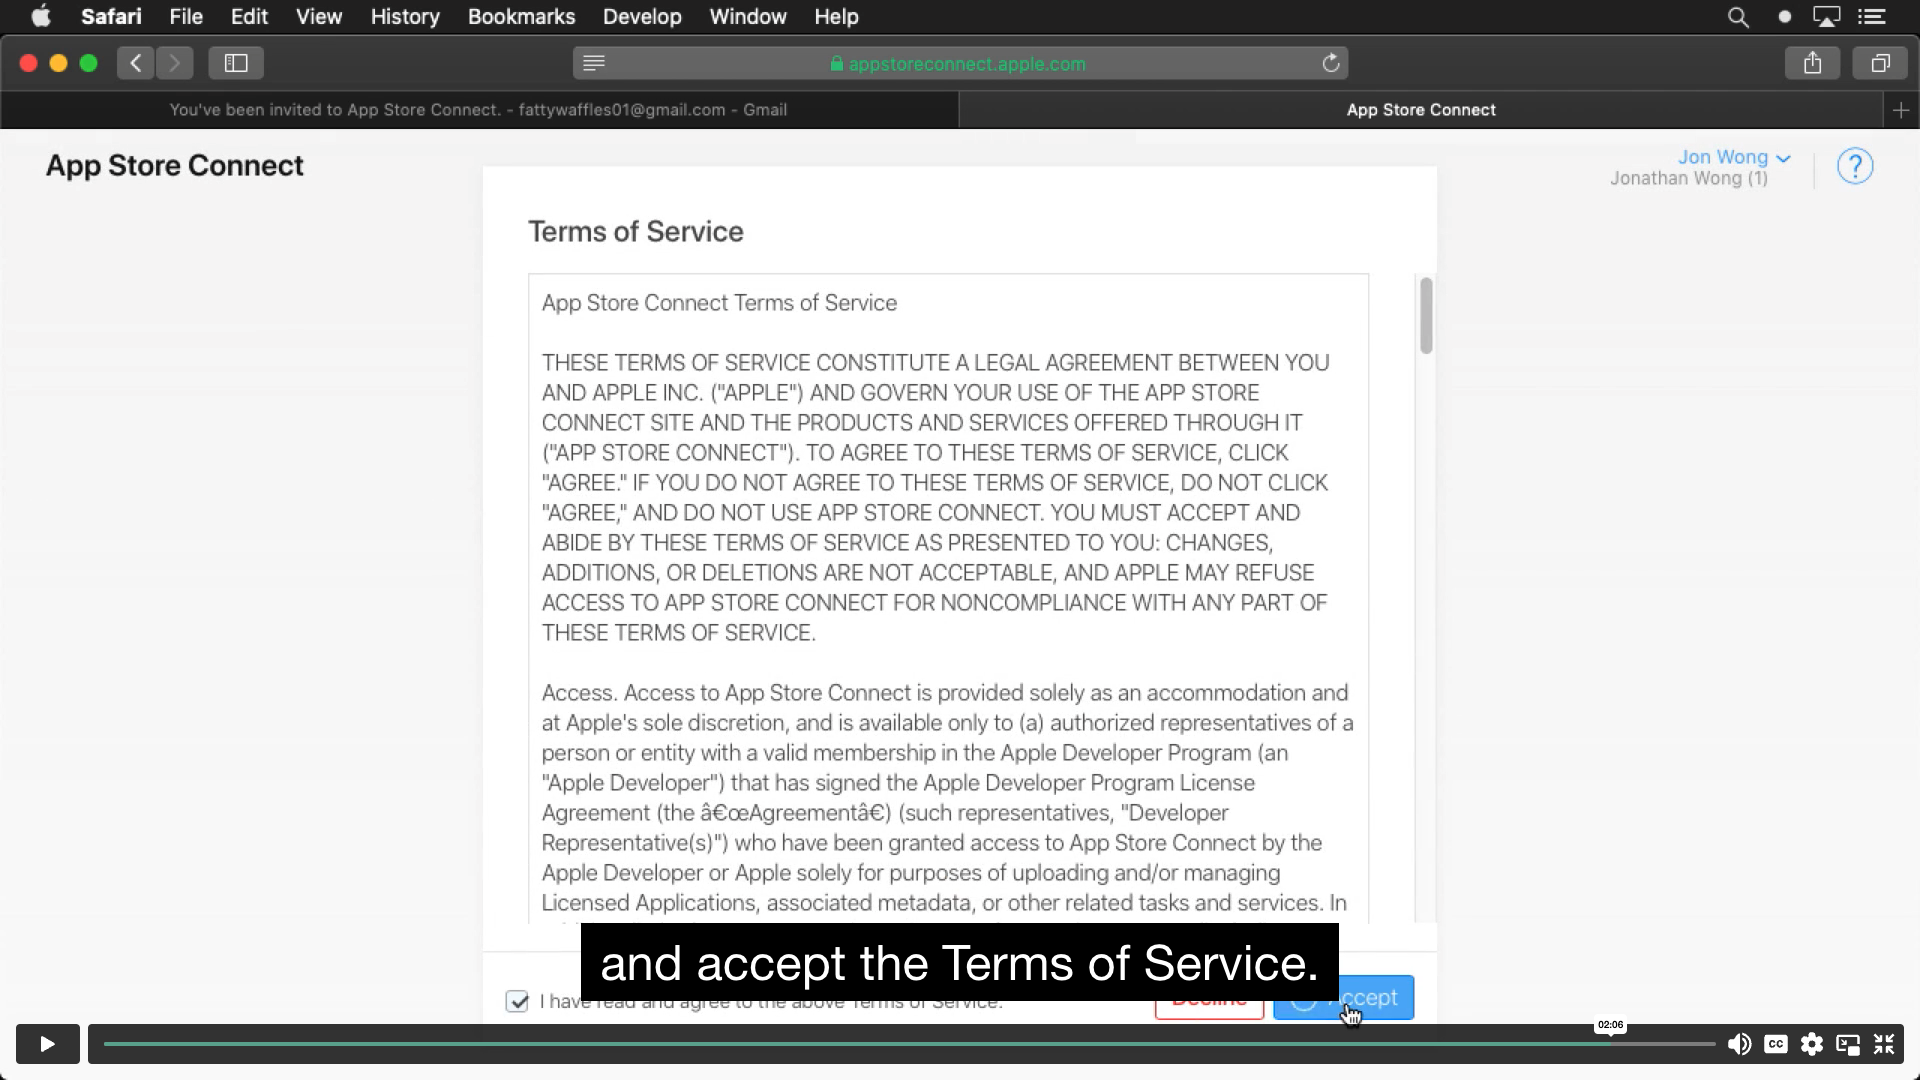 Safari File Edit View History Bookmarks Develop Window Help
appstoreconnect.apple.com
You've been invited to App Store Connect. - fattywaffles01@gmail.com - Gmail
App Store Connect
App Store Connect
Jon Wong
Jonathan Wong (1)
?
Terms of Service
App Store Connect Terms of Service
THESE TERMS OF SERVICE CONSTITUTE A LEGAL AGREEMENT BETWEEN YOU
AND APPLE INC. ("APPLE") AND GOVERN YOUR USE OF THE APP STORE
CONNECT SITE AND THE PRODUCTS AND SERVICES OFFERED THROUGH IT
("APP STORE CONNECT"). TO AGREE TO THESE TERMS OF SERVICE, CLICK
"AGREE." IF YOU DO NOT AGREE TO THESE TERMS OF SERVICE, DO NOT CLICK
"AGREE," AND DO NOT USE APP STORE CONNECT. YOU MUST ACCEPT AND
ABIDE BY THESE TERMS OF SERVICE AS PRESENTED TO YOU: CHANGES,
ADDITIONS, OR DELETIONS ARE NOT ACCEPTABLE, AND APPLE MAY REFUSE
ACCESS TO APP STORE CONNECT FOR NONCOMPLIANCE WITH ANY PART OF
THESE TERMS OF SERVICE.
Access. Access to App Store Connect is provided solely as an accommodation and
at Apple's sole discretion, and is available only to (a) authorized representatives of a
person or entity with a valid membership in the Apple Developer Program (an
"Apple Developer") that has signed the Apple Developer Program License
Agreement (the â€œAgreementâ€) (such representatives, "Developer
Representative(s)") who have been granted access to App Store Connect by the
Apple Developer or Apple solely for purposes of uploading and/or managing
Licensed Applications, associated metadata, or other related tasks and services. In
and accept the Terms of Service.
I have read and agree to the above Terms of Service.
Decline
Accept
02:06
CC